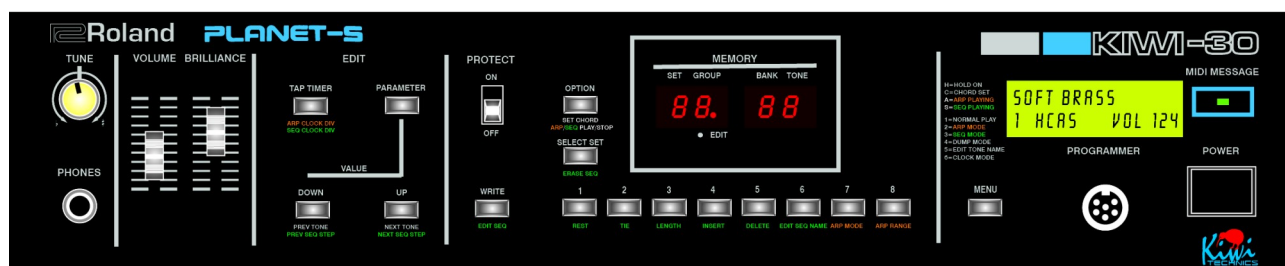 Roland PLANET-S
KIWI-30
TUNE
VOLUME BRILLIANCE
EDIT
PROTECT
MEMORY
SET GROUP BANK TONE
88. 88
EDIT
TAP TIMER
PARAMETER
ARP CLOCK DIV
SEQ CLOCK DIV
VALUE
DOWN
UP
PREV TONE
PREV SEQ STEP
NEXT TONE
NEXT SEQ STEP
PHONES
ON
OFF
WRITE
EDIT SEQ
OPTION
SET CHORD
ARP/SEQ PLAY/STOP
SELECT SET
ERASE SEQ
1 2 3 4 5 6 7 8
REST TIE LENGTH INSERT DELETE EDIT SEQ NAME ARP MODE ARP RANGE
H=HOLD ON
C=CHORD SET
A=ARP PLAYING
S=SEQ PLAYING
1=NORMAL PLAY
2=ARP MODE
3=SEQ MODE
4=DUMP MODE
5=EDIT TONE NAME
6=CLOCK MODE
SOFT BRASS
1 HCAS VOL 124
MIDI MESSAGE
PROGRAMMER
POWER
MENU
Kiwi
TECHNICS